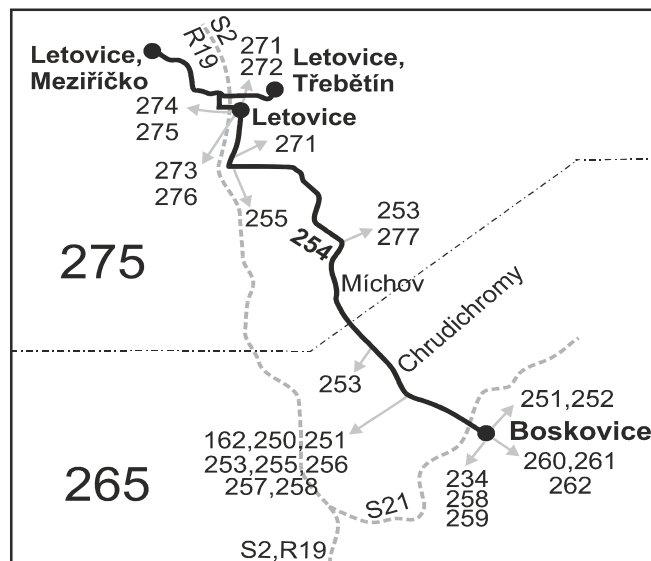 S2
R19
271
272
Letovice,
Meziříčko
Letovice,
Třebětín
274
275
Letovice
271
273
276
255
253
277
254
275
Míchov
Chrudichromy
253
251,252
Boskovice
162,250,251
253,255,256
257,258
260,261
262
265
234
258
259
S21
S2,R19